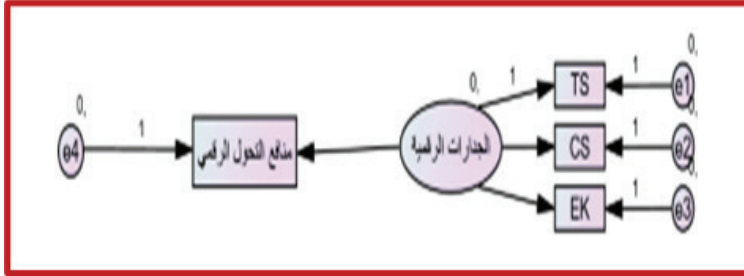 0,
0,
1
1
TS
e1
0,
0,
1
1
CS
e2
e4
منافع التحول الرقمي
الجدارات الرقمية
0,
1
EK
e3